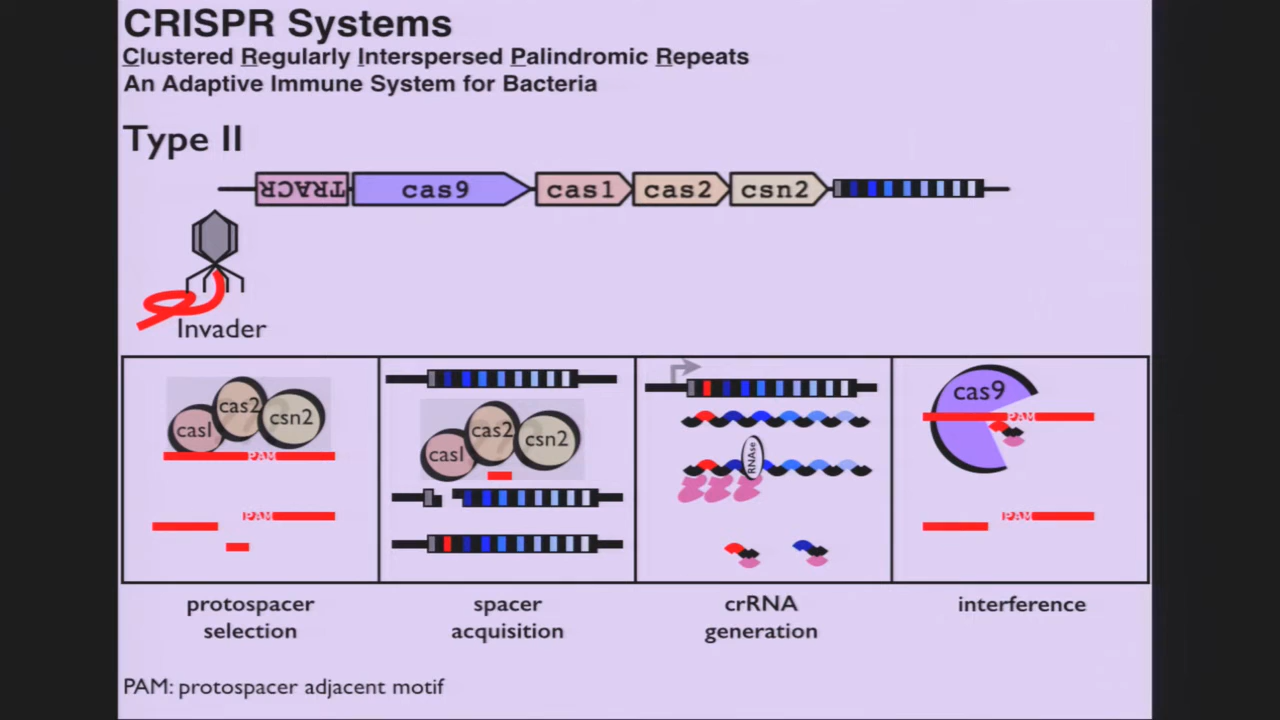 CRISPR Systems
Clustered Regularly Interspersed Palindromic Repeats
An Adaptive Immune System for Bacteria
Type II
TRACR cas9 cas1 cas2 csn2
Invader
cas1 cas2 csn2
PAM
PAM
cas1 cas2 csn2
RNAse
cas9
PAM
PAM
protospacer selection
spacer acquisition
crRNA generation
interference
PAM: protospacer adjacent motif